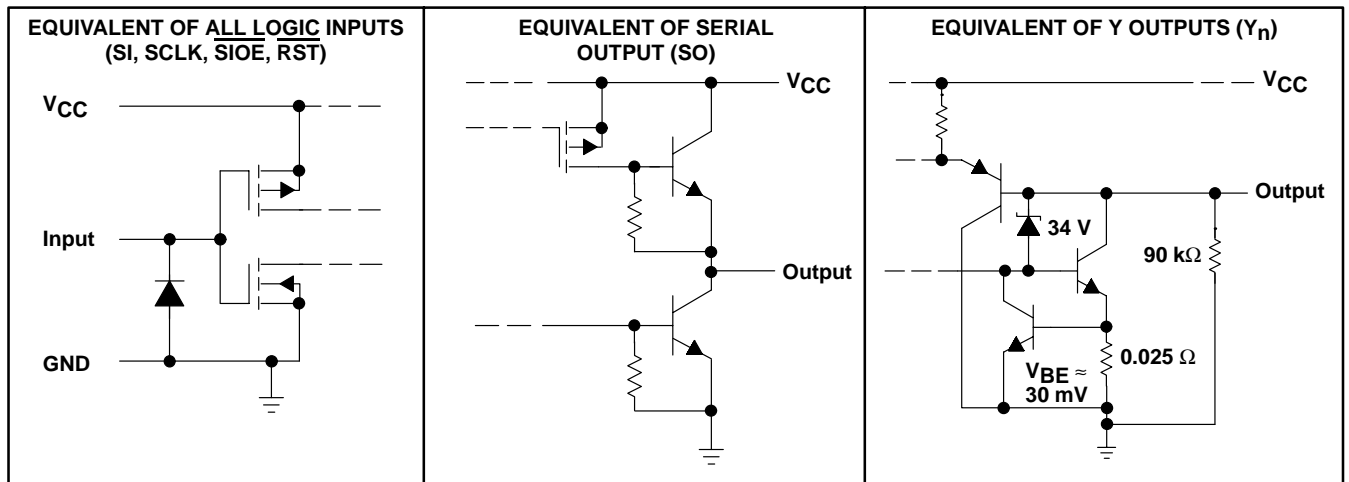 EQUIVALENT OF ALL LOGIC INPUTS
(SI, SCLK, SIOE, RST)
VCC
Input
GND
EQUIVALENT OF SERIAL
OUTPUT (SO)
VCC
Output
EQUIVALENT OF Y OUTPUTS (Yn)
VCC
Output
34 V
90 kΩ
0.025 Ω
VBE ≈
30 mV